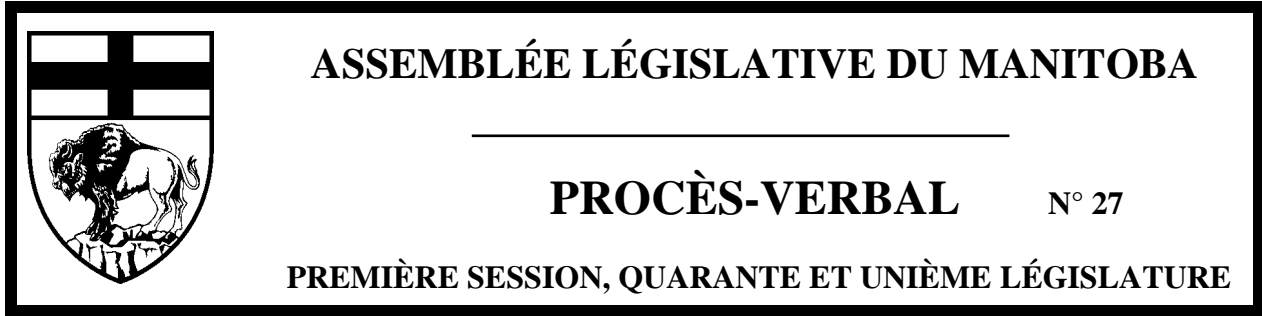 ASSEMBLÉE LÉGISLATIVE DU MANITOBA
PROCÈS-VERBAL N° 27
PREMIÈRE SESSION, QUARANTE ET UNIÈME LÉGISLATURE